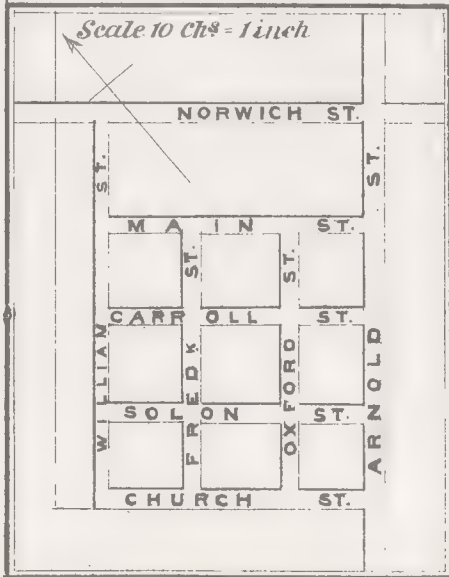 Scale 10 Chs = 1 inch
NORWICH ST.
WILLIAM ST.
ARNOLD ST.
MAIN ST.
FREDK ST.
OXFORD ST.
CARROLL ST.
SOLON ST.
CHURCH ST.